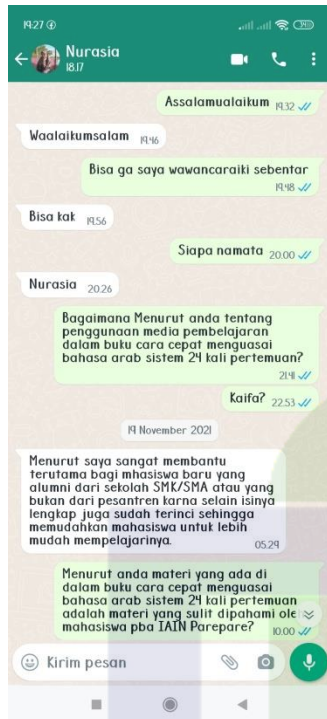 19:27
Nurasia
18.17
Assalamualaikum 19.32
Waalaikumsalam 19.46
Bisa ga saya wawancaraiki sebentar
19.48
Bisa kak 19.56
Siapa namata 20.00
Nurasia 20.26
Bagaimana Menurut anda tentang
penggunaan media pembelajaran
dalam buku cara cepat menguasai
bahasa arab sistem 24 kali pertemuan?
21.41
Kaifa? 22.53
19 November 2021
Menurut saya sangat membantu
terutama bagi mhasiswa baru yang
alumni dari sekolah SMK/SMA atau yang
bukan dari pesantren karna selain isinya
lengkap juga sudah terinci sehingga
memudahkan mahasiswa untuk lebih
mudah mempelajarinya.
05.29
Menurut anda materi yang ada di
dalam buku cara cepat menguasai
bahasa arab sistem 24 kali pertemuan
adalah materi yang sulit dipahami ole
mahasiswa pba IAIN Parepare?
10.00
Kirim pesan